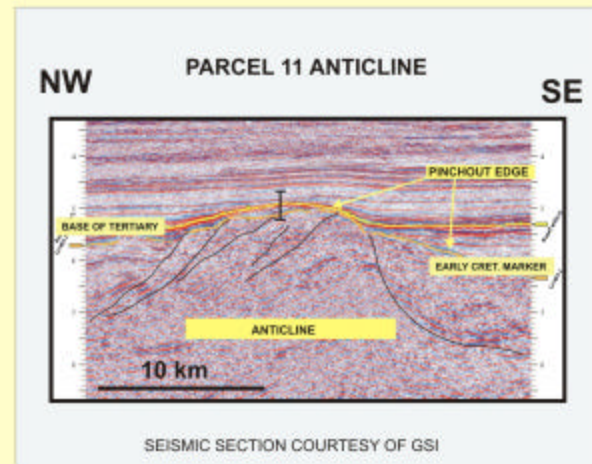 PARCEL 11 ANTICLINE
NW
SE
PINCHOUT EDGE
BASE OF TERTIARY
EARLY CRET. MARKER
ANTICLINE
10 km
SEISMIC SECTION COURTESY OF GSI